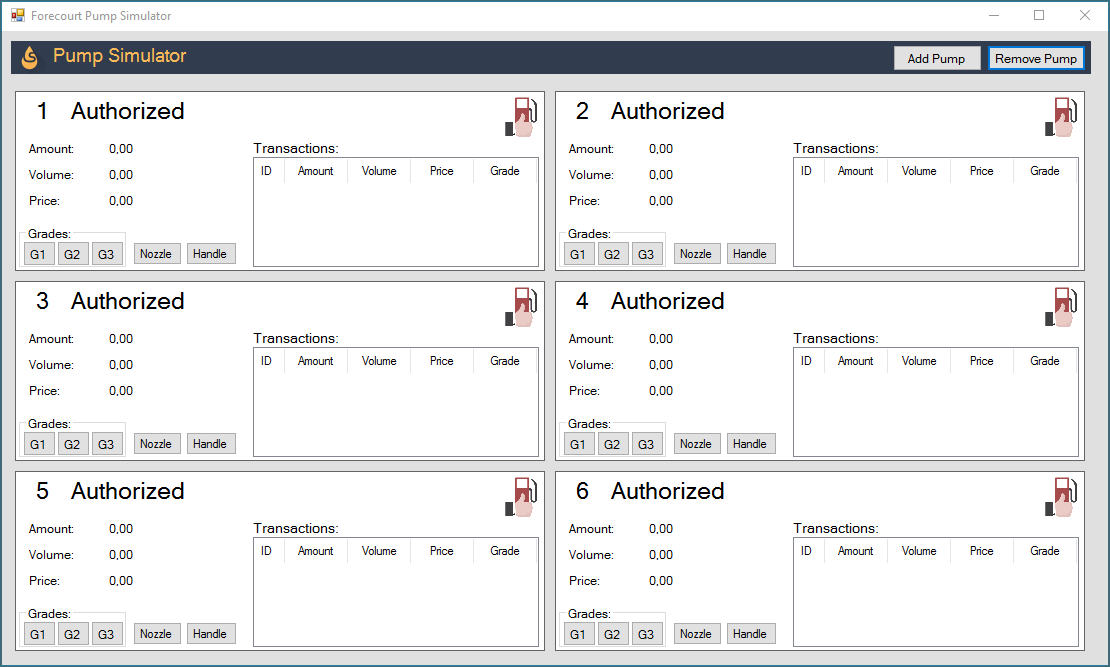 Forecourt Pump Simulator
Pump Simulator
Add Pump
Remove Pump
1 Authorized
Amount: 0,00
Volume: 0,00
Price: 0,00
Grades:
G1 G2 G3 Nozzle Handle
Transactions:
ID Amount Volume Price Grade
2 Authorized
Amount: 0,00
Volume: 0,00
Price: 0,00
Grades:
G1 G2 G3 Nozzle Handle
Transactions:
ID Amount Volume Price Grade
3 Authorized
Amount: 0,00
Volume: 0,00
Price: 0,00
Grades:
G1 G2 G3 Nozzle Handle
Transactions:
ID Amount Volume Price Grade
4 Authorized
Amount: 0,00
Volume: 0,00
Price: 0,00
Grades:
G1 G2 G3 Nozzle Handle
Transactions:
ID Amount Volume Price Grade
5 Authorized
Amount: 0,00
Volume: 0,00
Price: 0,00
Grades:
G1 G2 G3 Nozzle Handle
Transactions:
ID Amount Volume Price Grade
6 Authorized
Amount: 0,00
Volume: 0,00
Price: 0,00
Grades:
G1 G2 G3 Nozzle Handle
Transactions:
ID Amount Volume Price Grade